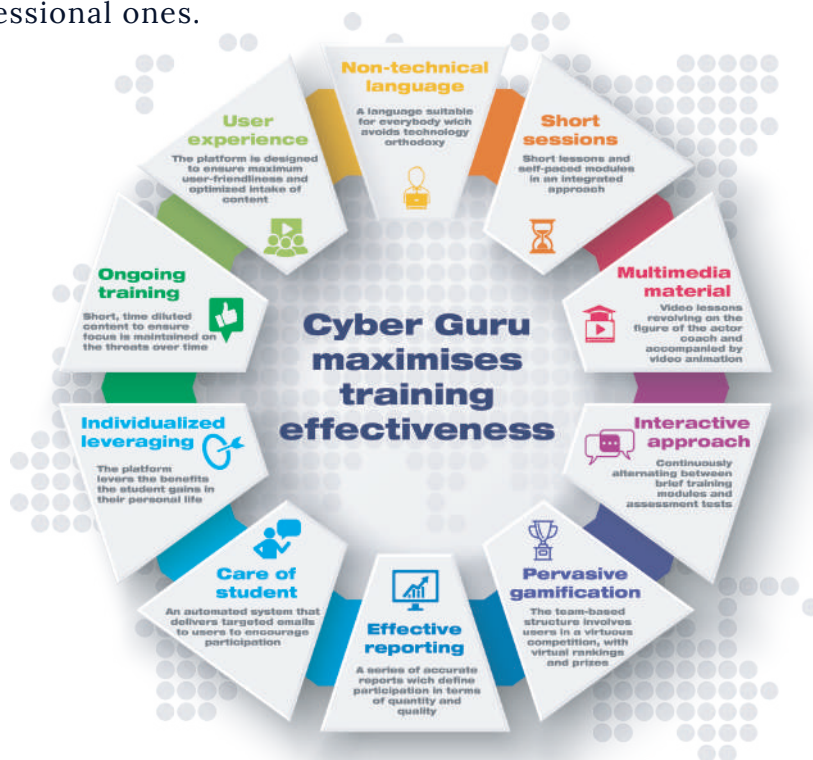 essional ones.
Non-technical
language
A language suitable
for everybody wich
avoids technology
orthodoxy
Short
sessions
Short lessons and
self-paced modules
in an integrated
approach
Multimedia
material
Video lessons
revolving on the
figure of the actor
coach and
accompanied by
video animation
Interactive
approach
Continuously
alternating between
brief training
modules and
assessment tests
Pervasive
gamification
The team-based
structure involves
users in a virtuous
competition, with
virtual rankings
and prizes
Effective
reporting
A series of accurate
reports wich define
participation in terms
of quantity and
quality
Care of
student
An automated system that
delivers targeted emails
to users to encourage
participation
Individualized
leveraging
The platform
levers the benefits
the student gains in
their personal life
Ongoing
training
Short, time diluted
content to ensure
focus is maintained on
the threats over time
User
experience
The platform is designed
to ensure maximum
user-friendliness and
optimized intake of
content
Cyber Guru
maximises
training
effectiveness